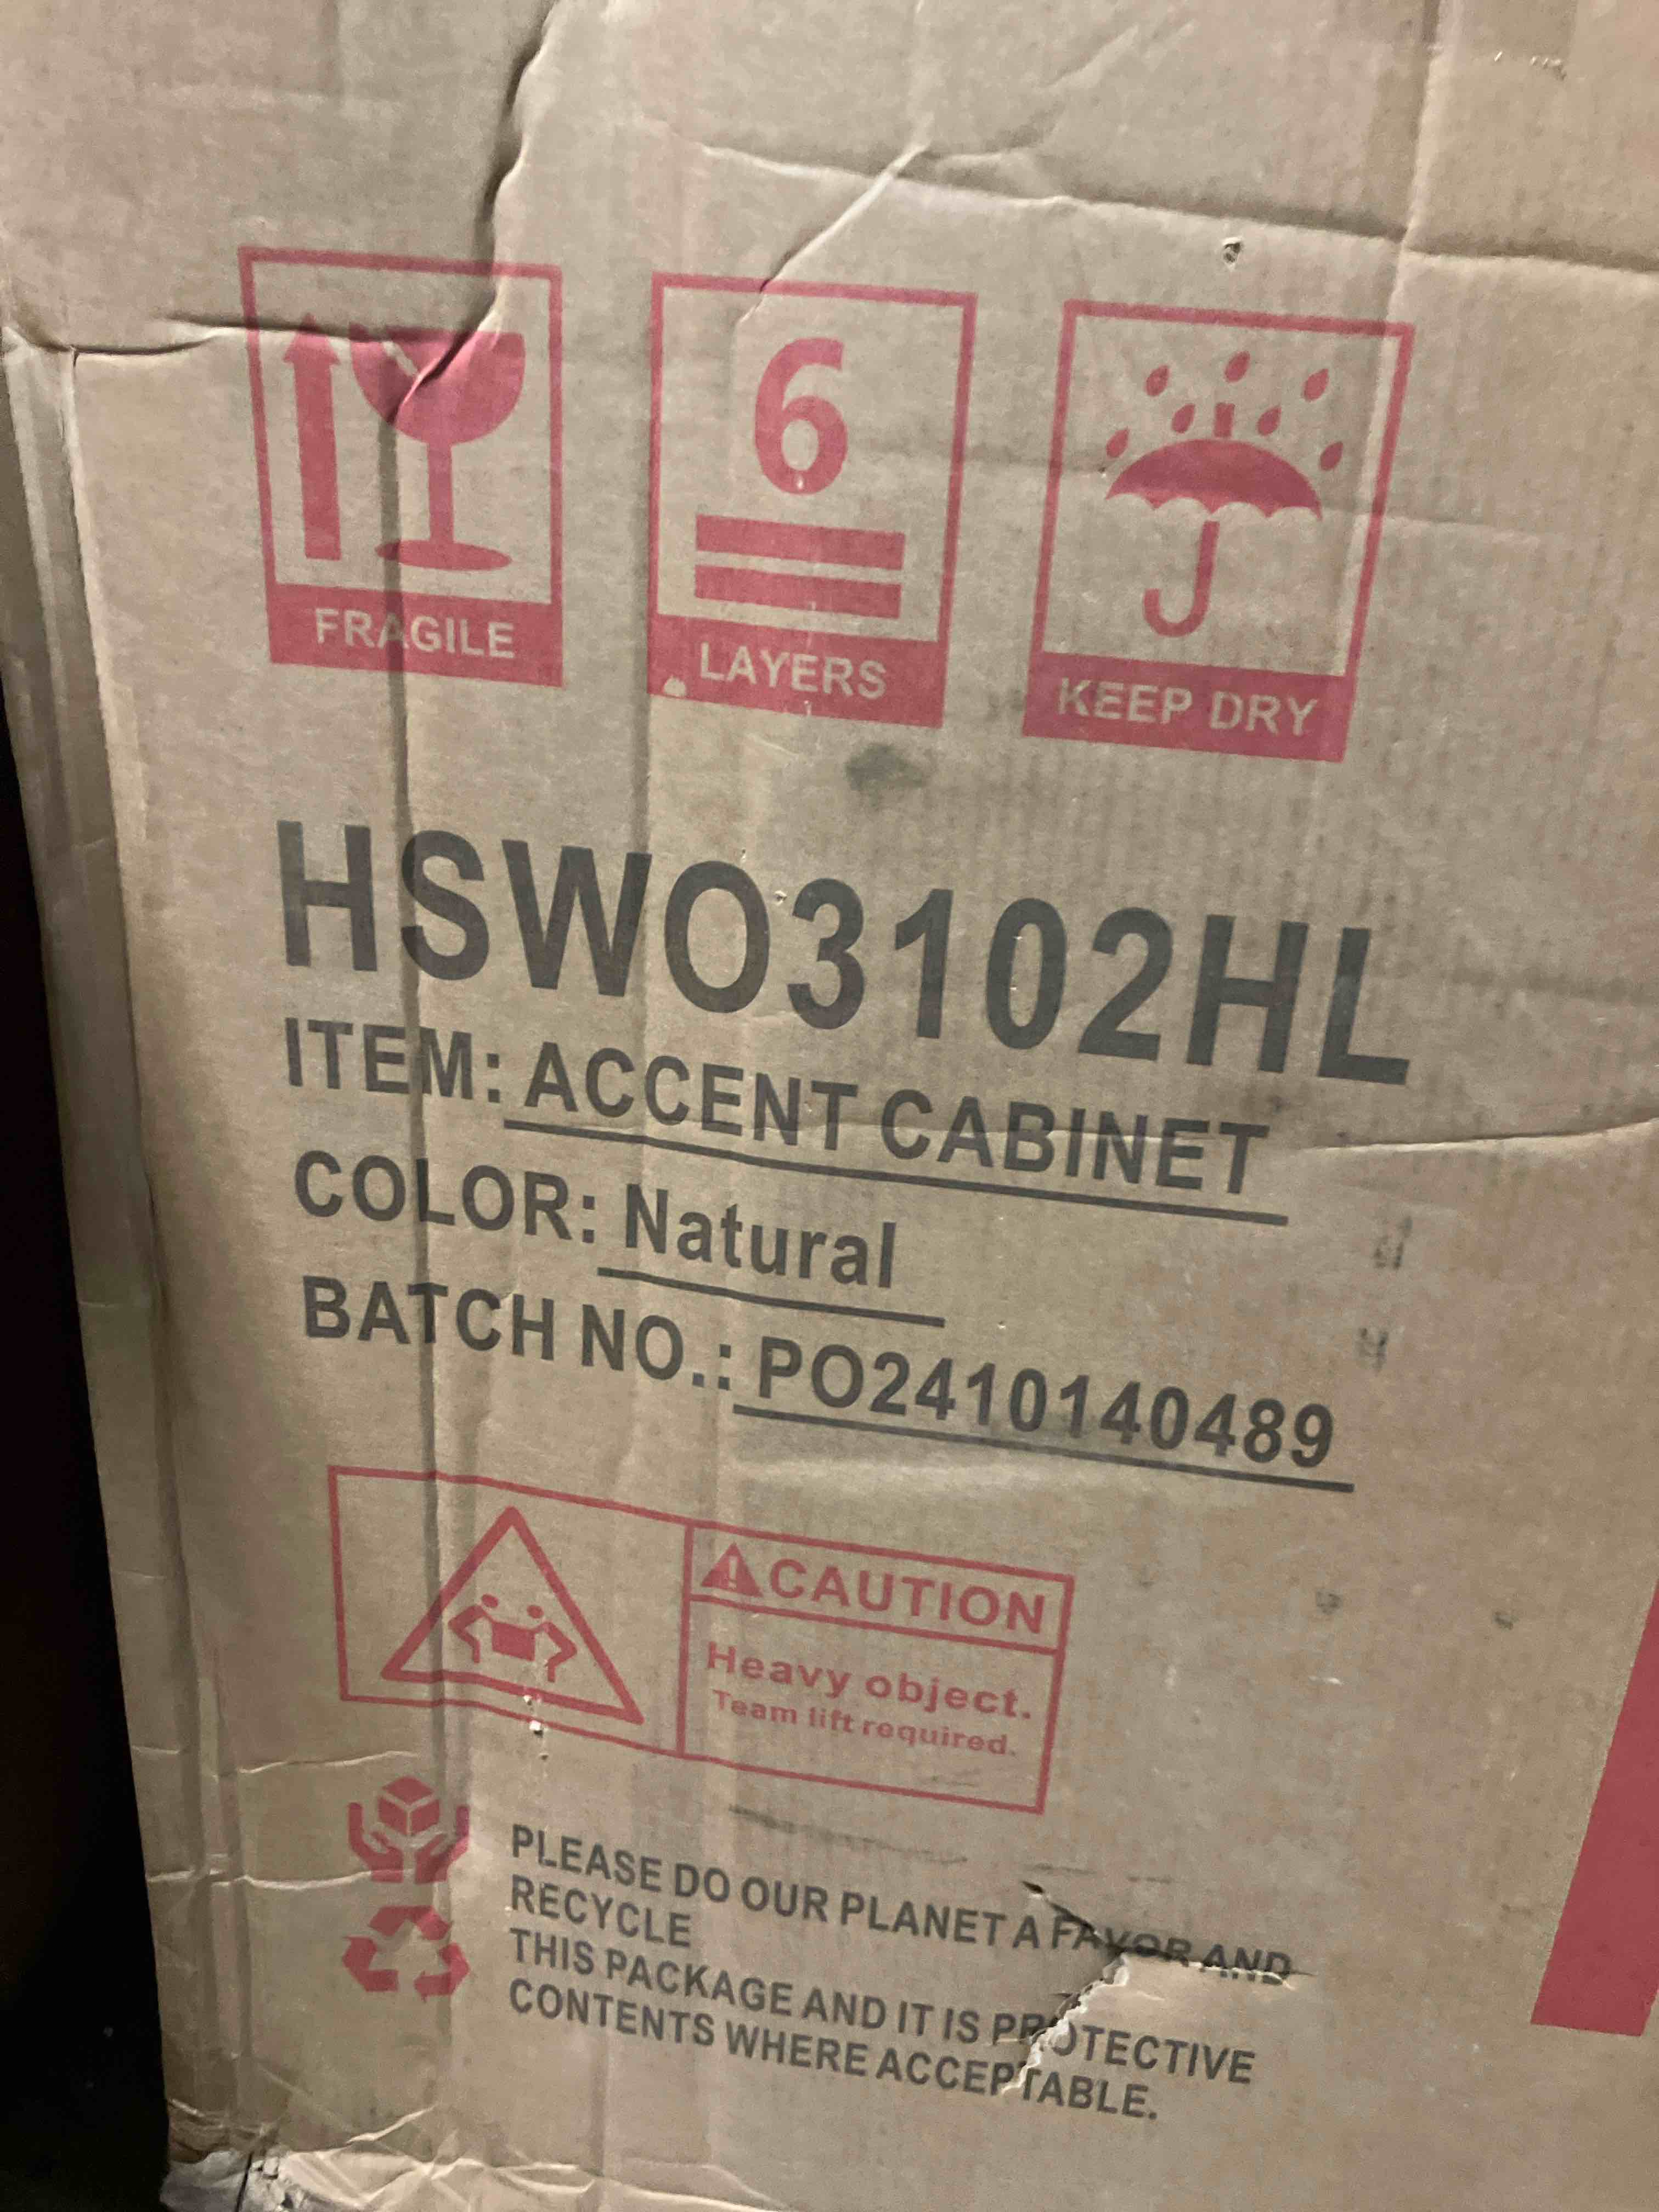 FRAGILE
6
LAYERS
KEEP DRY
HSWO3102HL
ITEM: ACCENT CABINET
COLOR: Natural
BATCH NO.: PO2410140489
CAUTION
Heavy object.
Team lift required.
PLEASE DO OUR PLANET A FAVOR AND
RECYCLE
THIS PACKAGE AND IT IS PROTECTIVE
CONTENTS WHERE ACCEPTABLE.